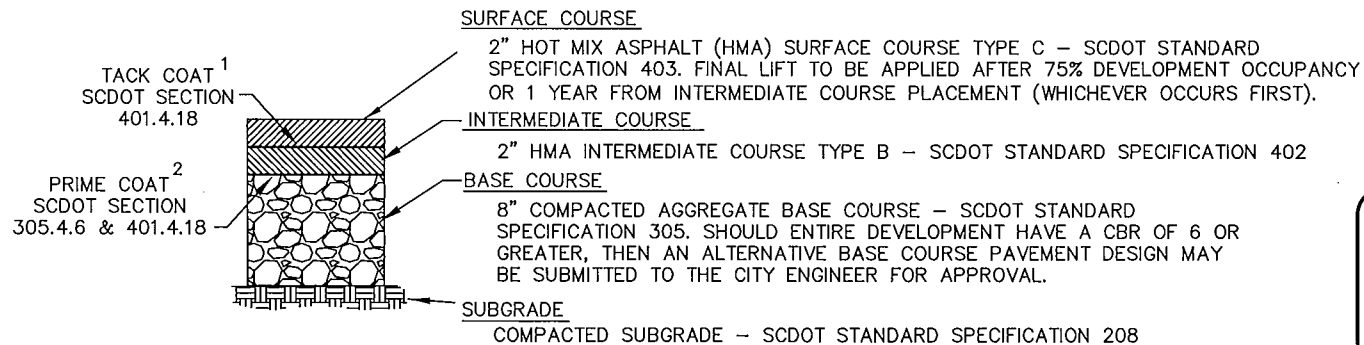 SURFACE COURSE
2" HOT MIX ASPHALT (HMA) SURFACE COURSE TYPE C – SCDOT STANDARD
SPECIFICATION 403. FINAL LIFT TO BE APPLIED AFTER 75% DEVELOPMENT OCCUPANCY
OR 1 YEAR FROM INTERMEDIATE COURSE PLACEMENT (WHICHEVER OCCURS FIRST).
TACK COAT 1
SCDOT SECTION
401.4.18
INTERMEDIATE COURSE
2" HMA INTERMEDIATE COURSE TYPE B – SCDOT STANDARD SPECIFICATION 402
PRIME COAT 2
SCDOT SECTION
305.4.6 & 401.4.18
BASE COURSE
8" COMPACTED AGGREGATE BASE COURSE – SCDOT STANDARD
SPECIFICATION 305. SHOULD ENTIRE DEVELOPMENT HAVE A CBR OF 6 OR
GREATER, THEN AN ALTERNATIVE BASE COURSE PAVEMENT DESIGN MAY
BE SUBMITTED TO THE CITY ENGINEER FOR APPROVAL.
SUBGRADE
COMPACTED SUBGRADE – SCDOT STANDARD SPECIFICATION 208